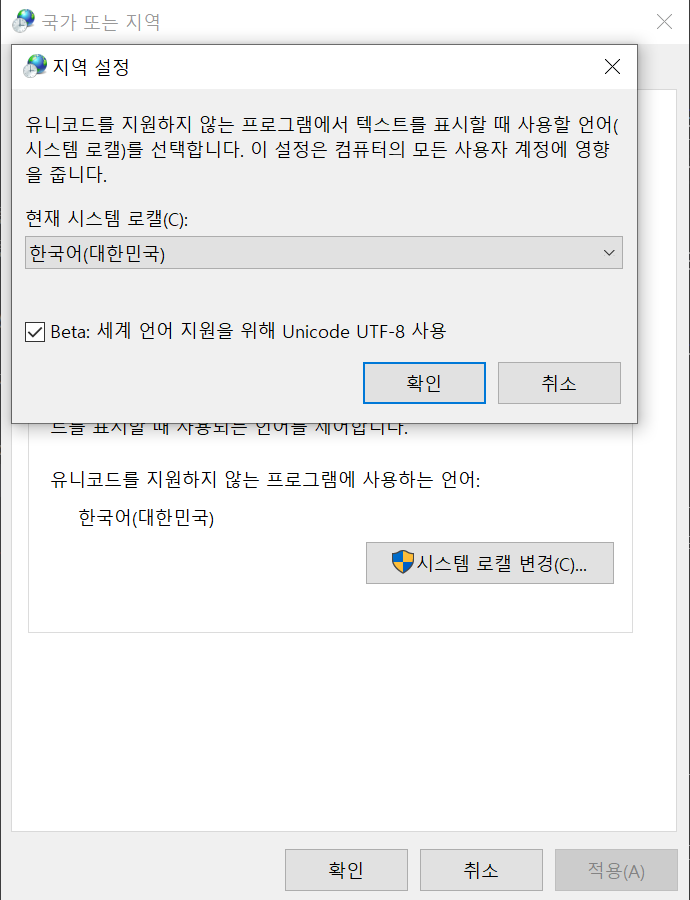 국가 또는 지역
지역 설정
유니코드를 지원하지 않는 프로그램에서 텍스트를 표시할 때 사용할 언어(
시스템 로캘)를 선택합니다. 이 설정은 컴퓨터의 모든 사용자 계정에 영향
을 줍니다.
현재 시스템 로캘(C):
한국어(대한민국)
Beta: 세계 언어 지원을 위해 Unicode UTF-8 사용
확인
취소
트를 표시할 때 사용되는 언어를 제어합니다.
유니코드를 지원하지 않는 프로그램에 사용하는 언어:
한국어(대한민국)
시스템 로캘 변경(C)...
확인
취소
적용(A)